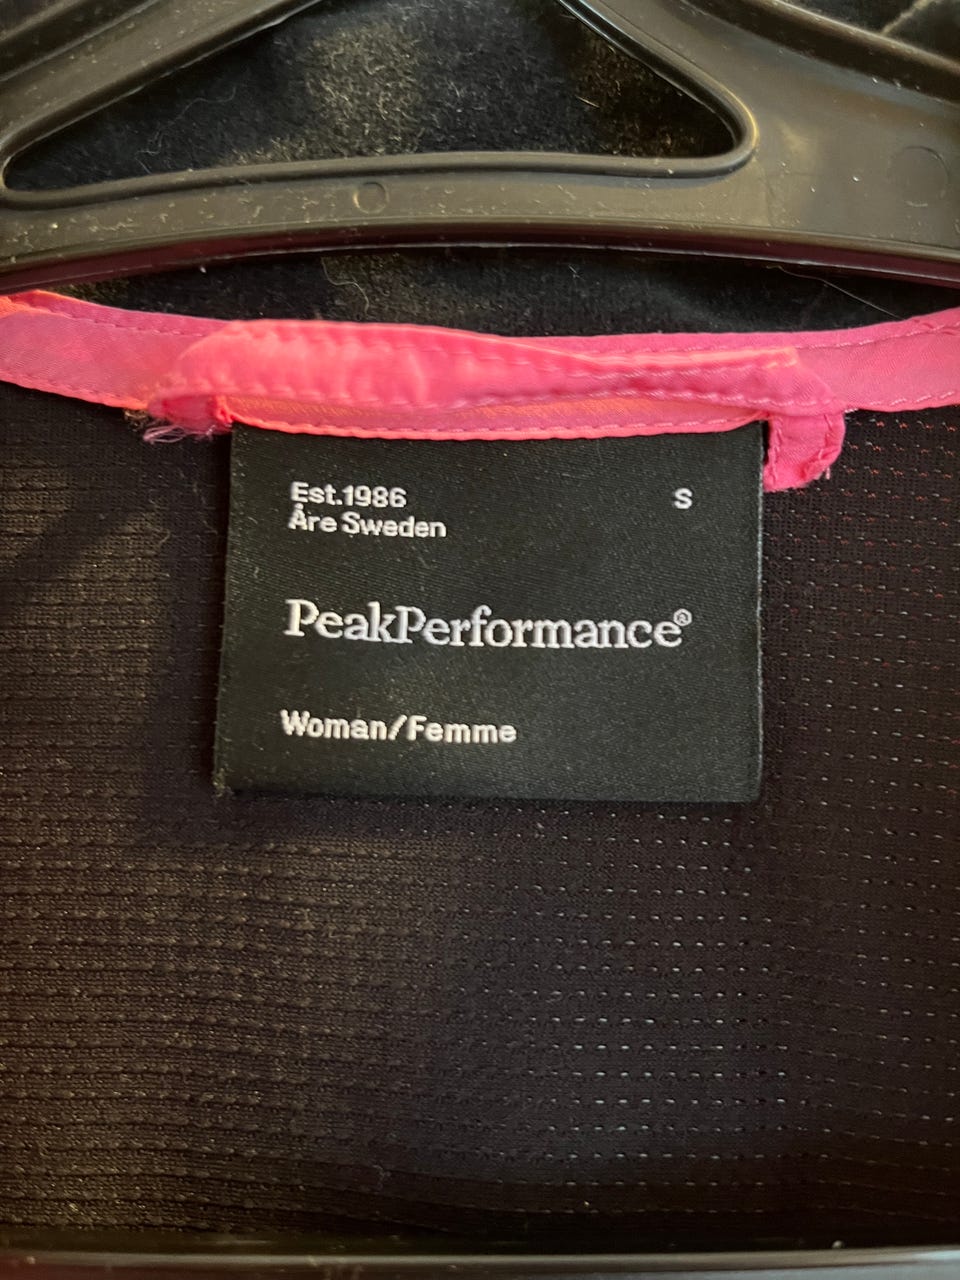 Est.1986 S
Åre Sweden
PeakPerformance®
Woman/Femme